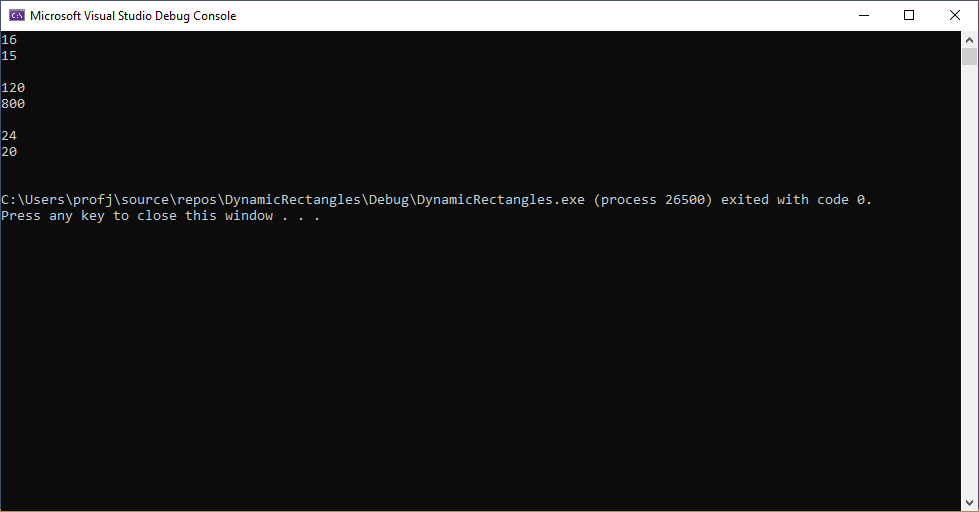 Microsoft Visual Studio Debug Console
16
15
120
800
24
20
C:\Users\profj\source\repos\DynamicRectangles\Debug\DynamicRectangles.exe (process 26500) exited with code 0.
Press any key to close this window . . .